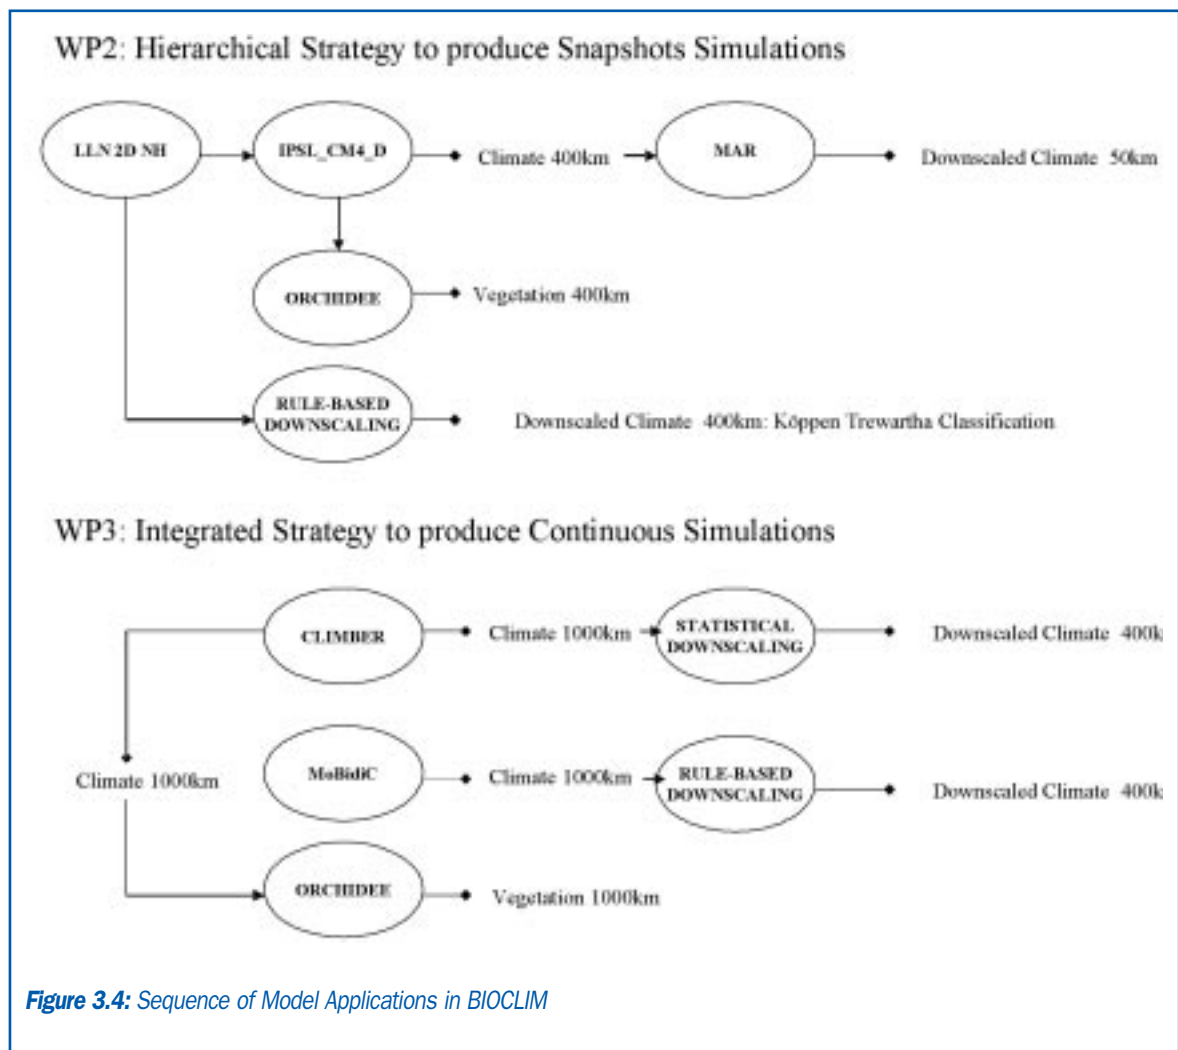 WP2: Hierarchical Strategy to produce Snapshots Simulations
LLN 2D NH
IPSL_CM4_D
Climate 400km
MAR
Downscaled Climate 50km
ORCHIDEE
Vegetation 400km
RULE-BASED
DOWNSCALING
Downscaled Climate 400km: Köppen Trewartha Classification
WP3: Integrated Strategy to produce Continuous Simulations
CLIMBER
Climate 1000km
STATISTICAL
DOWNSCALING
Downscaled Climate 400k
Climate 1000km
MoBidiC
Climate 1000km
RULE-BASED
DOWNSCALING
Downscaled Climate 400k
ORCHIDEE
Vegetation 1000km
Figure 3.4: Sequence of Model Applications in BIOCLIM